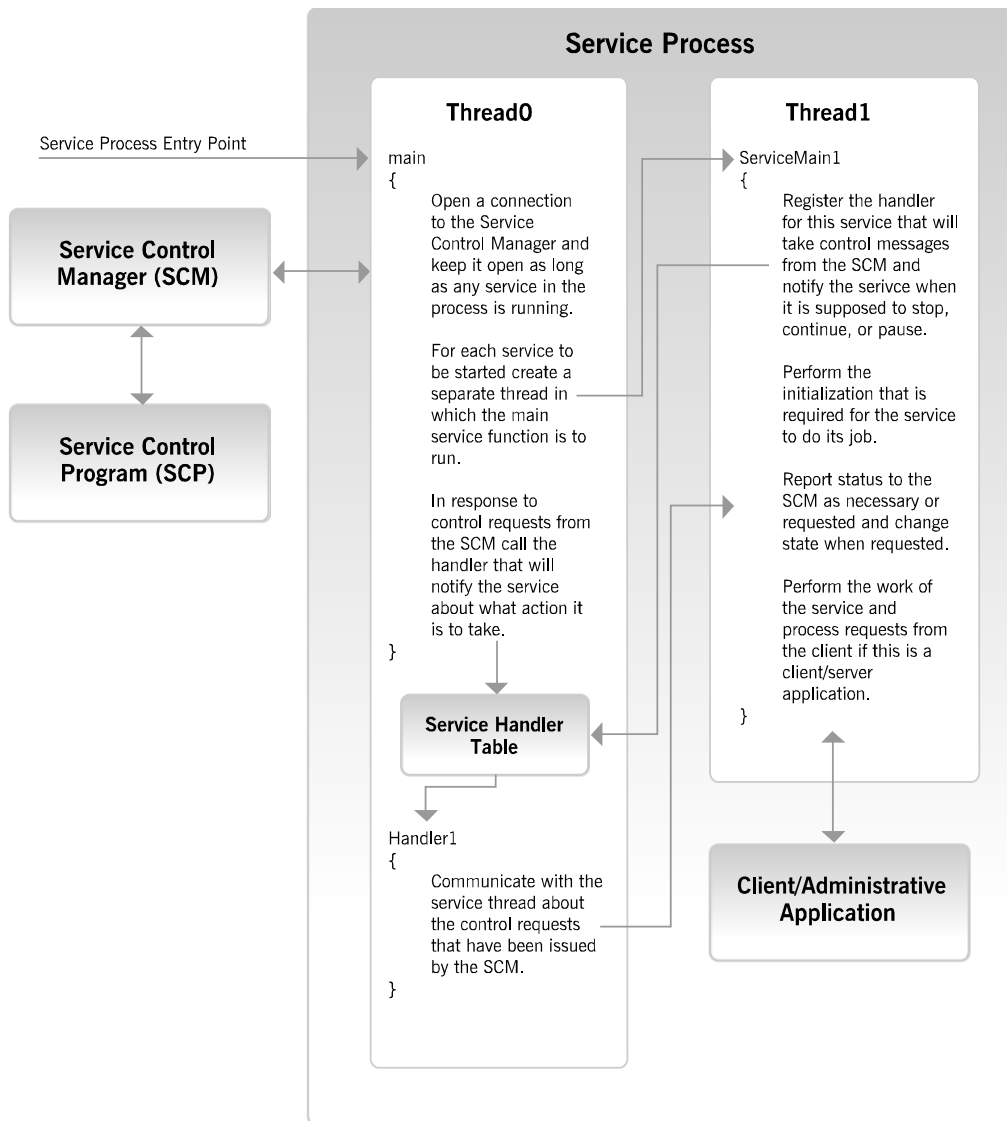 Service Process
Service Process Entry Point
Service Control
Manager (SCM)
Service Control
Program (SCP)
Thread0
main
{
Open a connection
to the Service
Control Manager and
keep it open as long
as any service in the
process is running.
For each service to
be started create a
separate thread in
which the main
service function is to
run.
In response to
control requests from
the SCM call the
handler that will
notify the service
about what action it
is to take.
}
Service Handler
Table
Handler1
{
Communicate with the
service thread about
the control requests
that have been issued
by the SCM.
}
Thread1
ServiceMain1
{
Register the handler
for this service that will
take control messages
from the SCM and
notify the serivce when
it is supposed to stop,
continue, or pause.
Perform the
initialization that is
required for the service
to do its job.
Report status to the
SCM as necessary or
requested and change
state when requested.
Perform the work of
the service and
process requests from
the client if this is a
client/server
application.
}
Client/Administrative
Application